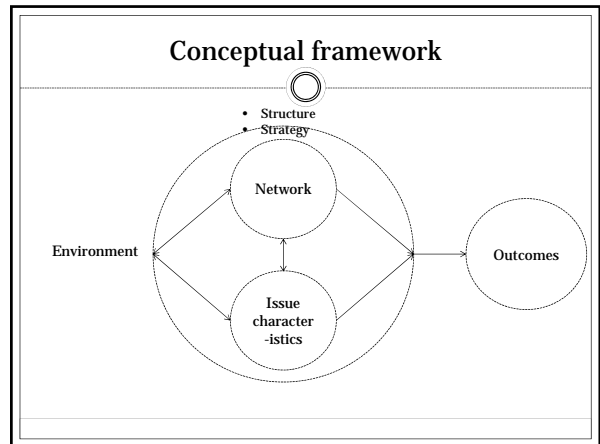 Conceptual framework
• Structure
• Strategy
Network
Environment
Outcomes
Issue
character
-istics